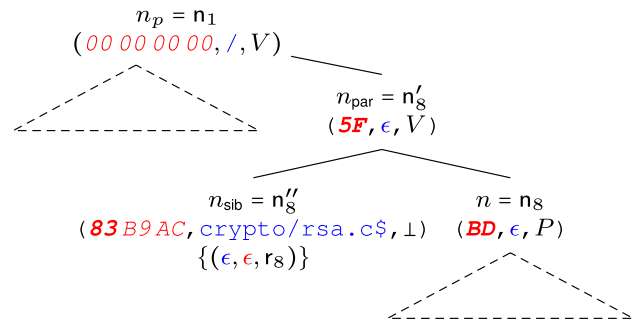 n_p = n_1
(00 00 00 00, /, V)
n_par = n′_8
(5F, ϵ, V)
n_sib = n″_8
n = n_8
(83 B9 AC, crypto/rsa.c$, ⊥)
(BD, ϵ, P)
{(ϵ, ϵ, r_8)}